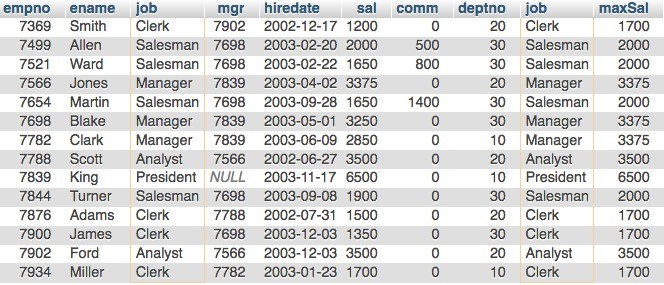 empno ename job mgr hiredate sal comm deptno job maxSal
7369 Smith Clerk 7902 2002-12-17 1200 0 20 Clerk 1700
7499 Allen Salesman 7698 2003-02-20 2000 500 30 Salesman 2000
7521 Ward Salesman 7698 2003-02-22 1650 800 30 Salesman 2000
7566 Jones Manager 7839 2003-04-02 3375 0 20 Manager 3375
7654 Martin Salesman 7698 2003-09-28 1650 1400 30 Salesman 2000
7698 Blake Manager 7839 2003-05-01 3250 0 30 Manager 3375
7782 Clark Manager 7839 2003-06-09 2850 0 10 Manager 3375
7788 Scott Analyst 7566 2002-06-27 3500 0 20 Analyst 3500
7839 King President NULL 2003-11-17 6500 0 10 President 6500
7844 Turner Salesman 7698 2003-09-08 1900 0 30 Salesman 2000
7876 Adams Clerk 7788 2002-07-31 1500 0 20 Clerk 1700
7900 James Clerk 7698 2003-12-03 1350 0 30 Clerk 1700
7902 Ford Analyst 7566 2003-12-03 3500 0 20 Analyst 3500
7934 Miller Clerk 7782 2003-01-23 1700 0 10 Clerk 1700